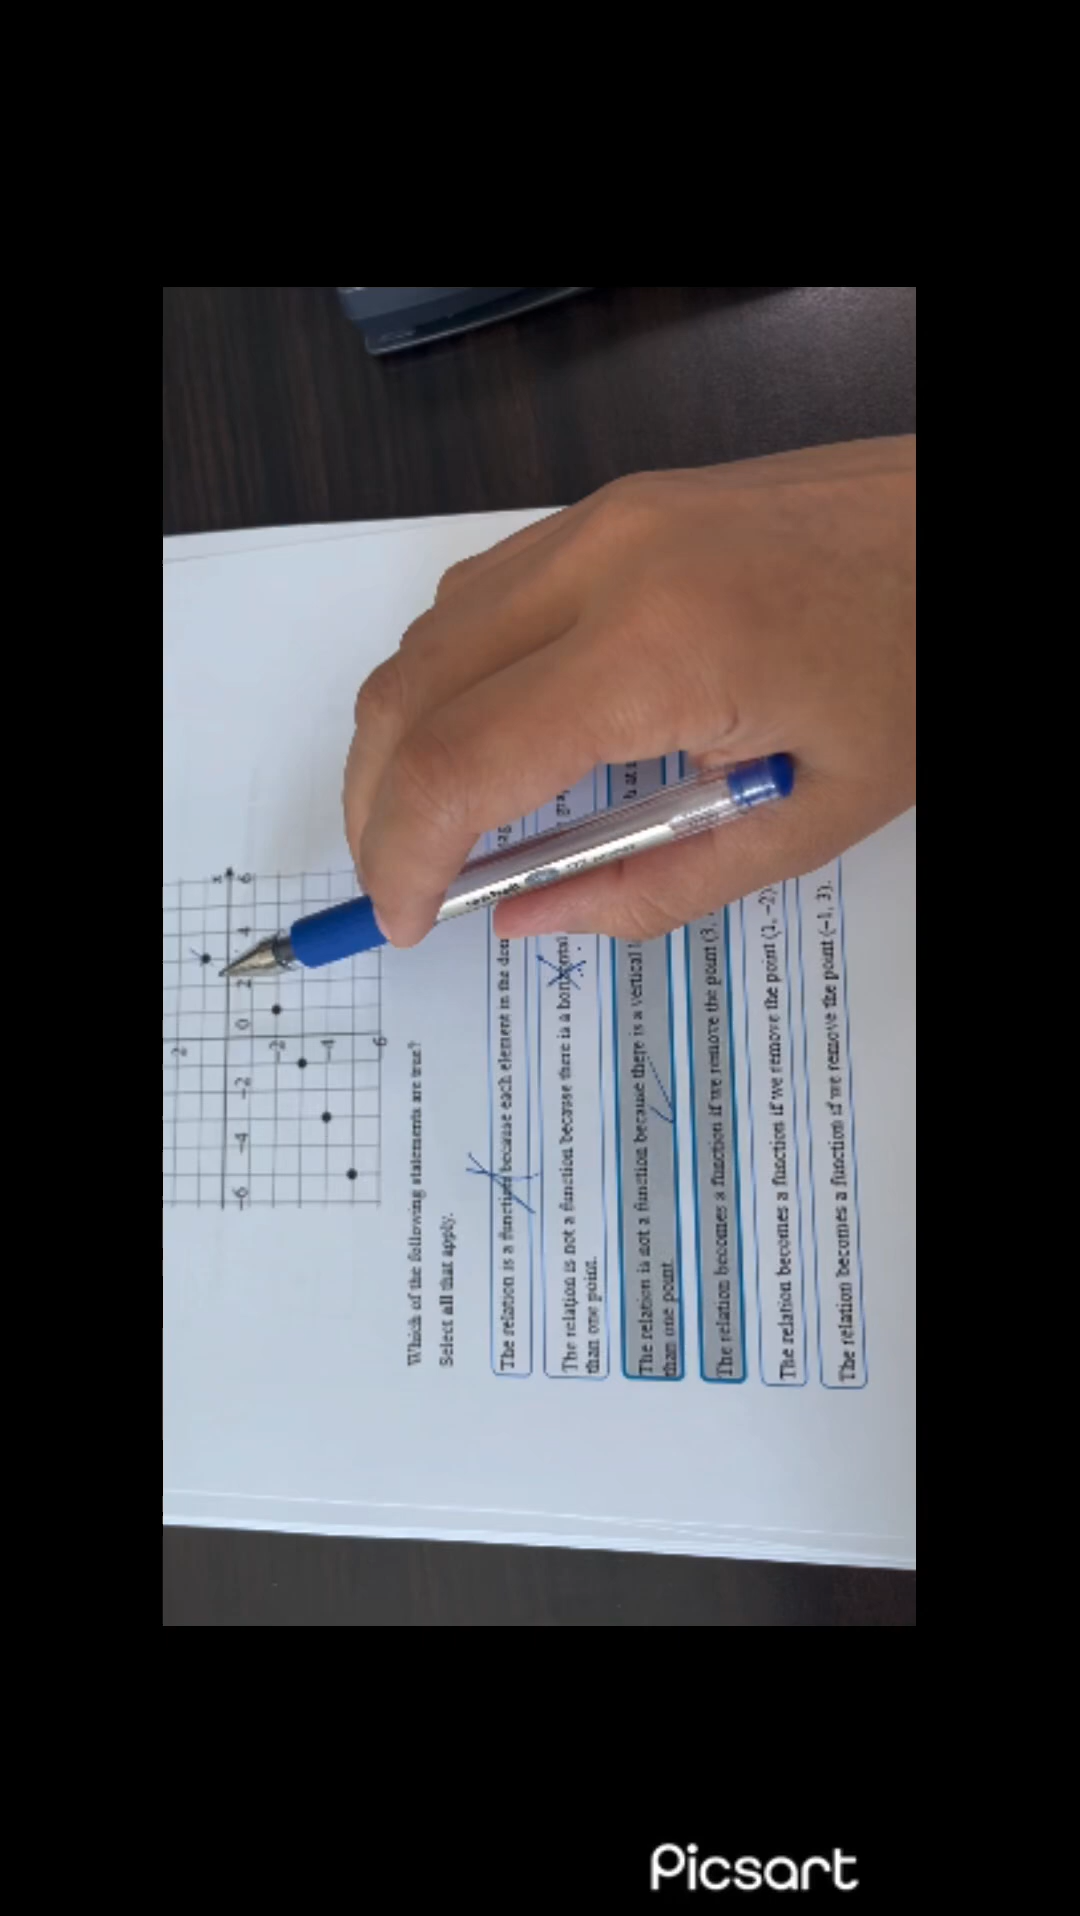 x
2
-6
-4
-2
0
2
4
6
-2
-4
6
Which of the following statements are true?
Select all that apply.
The relation is a function because each element in the
The relation is not a function because there is a horizontal
than one point.
The relation is not a function because there is a vertical
than one point.
The relation becomes a function if we remove the point (3,
The relation becomes a function if we remove the point (1, −2)
The relation becomes a function if we remove the point (−1, 3).
Picsart